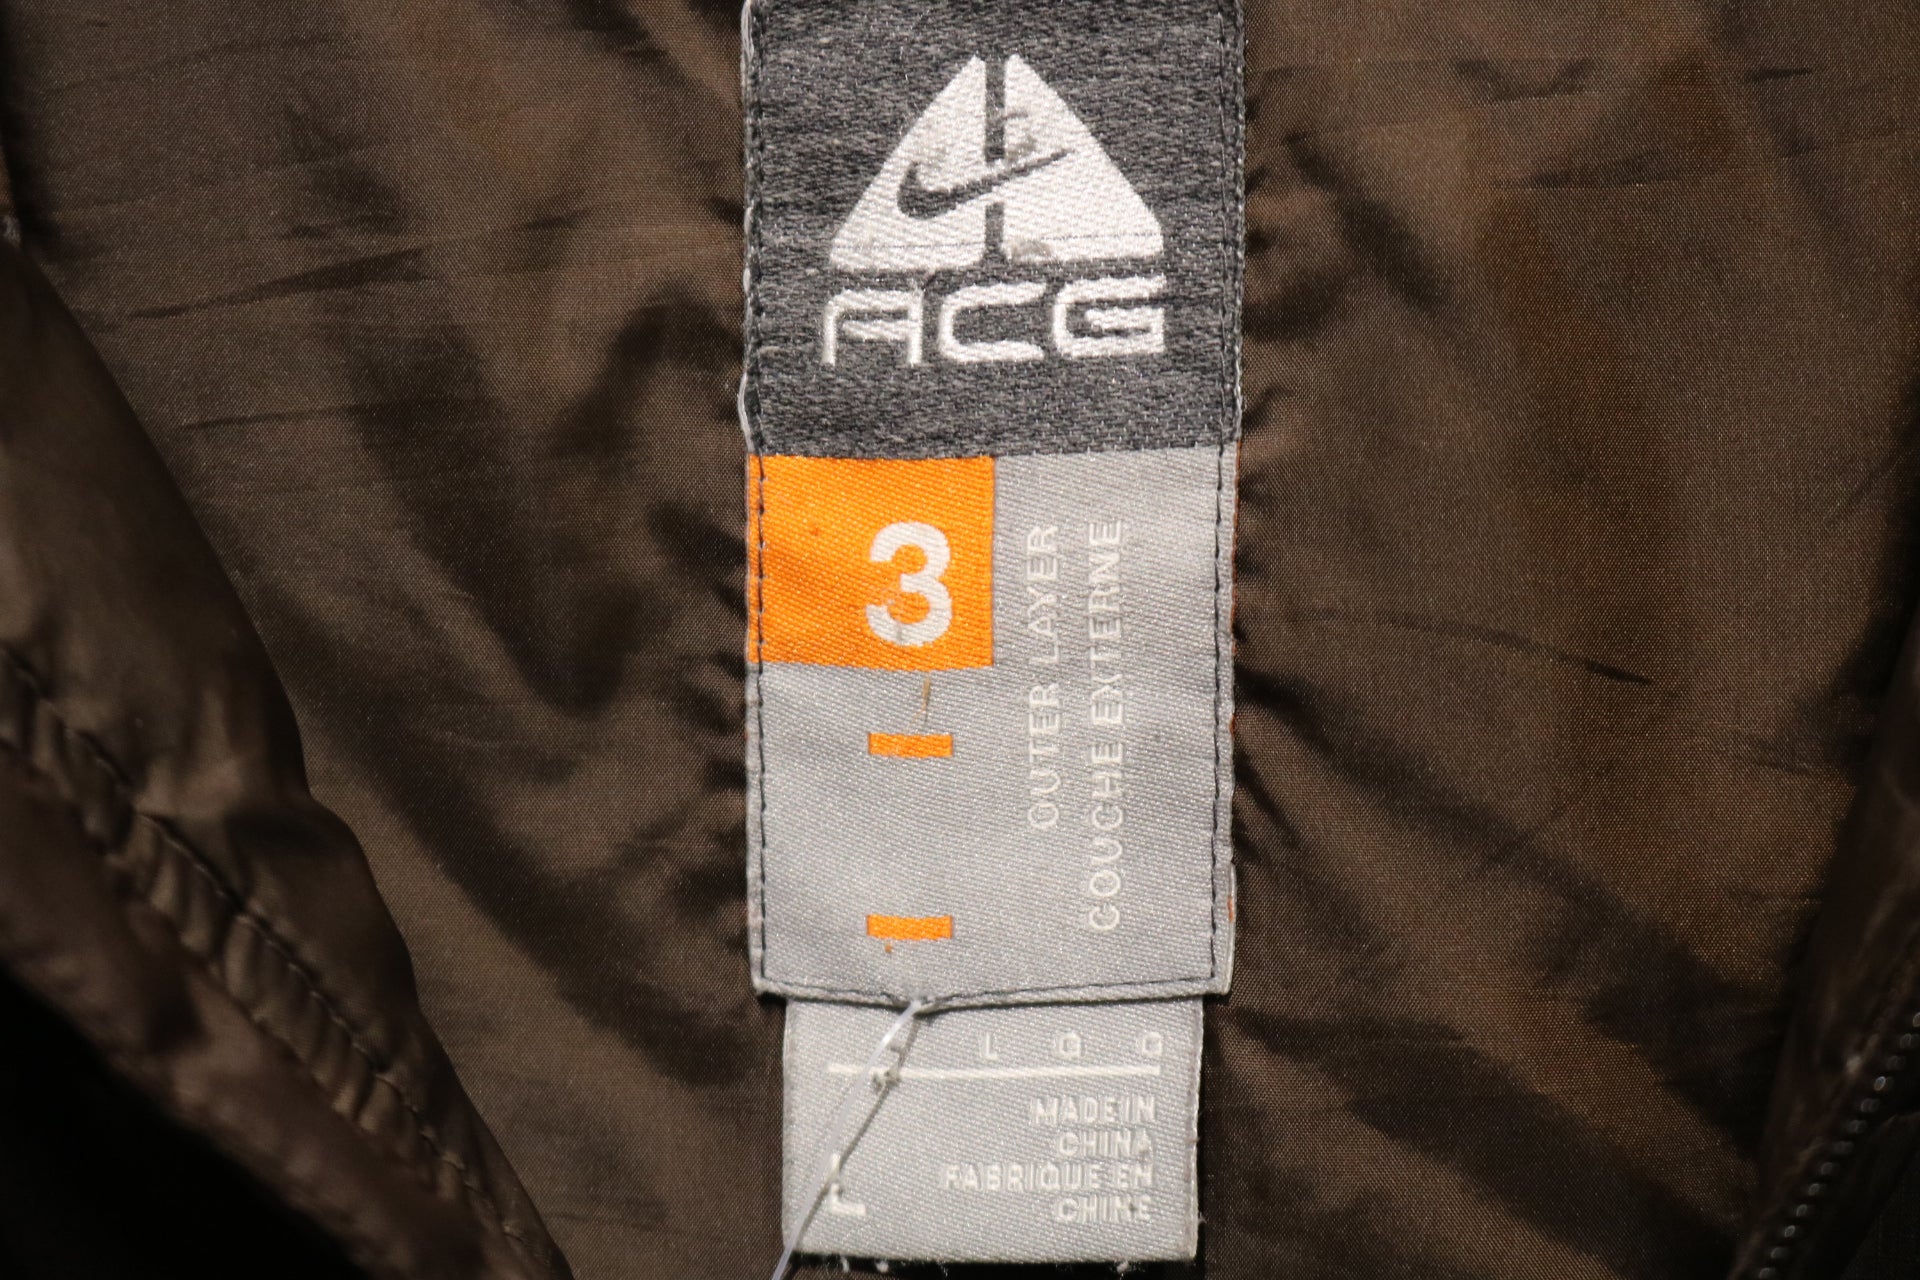 ACG
3
OUTER LAYER
COUCHE EXTERNE
L G G
MADE IN
CHINA
FABRIQUE EN
CHINE